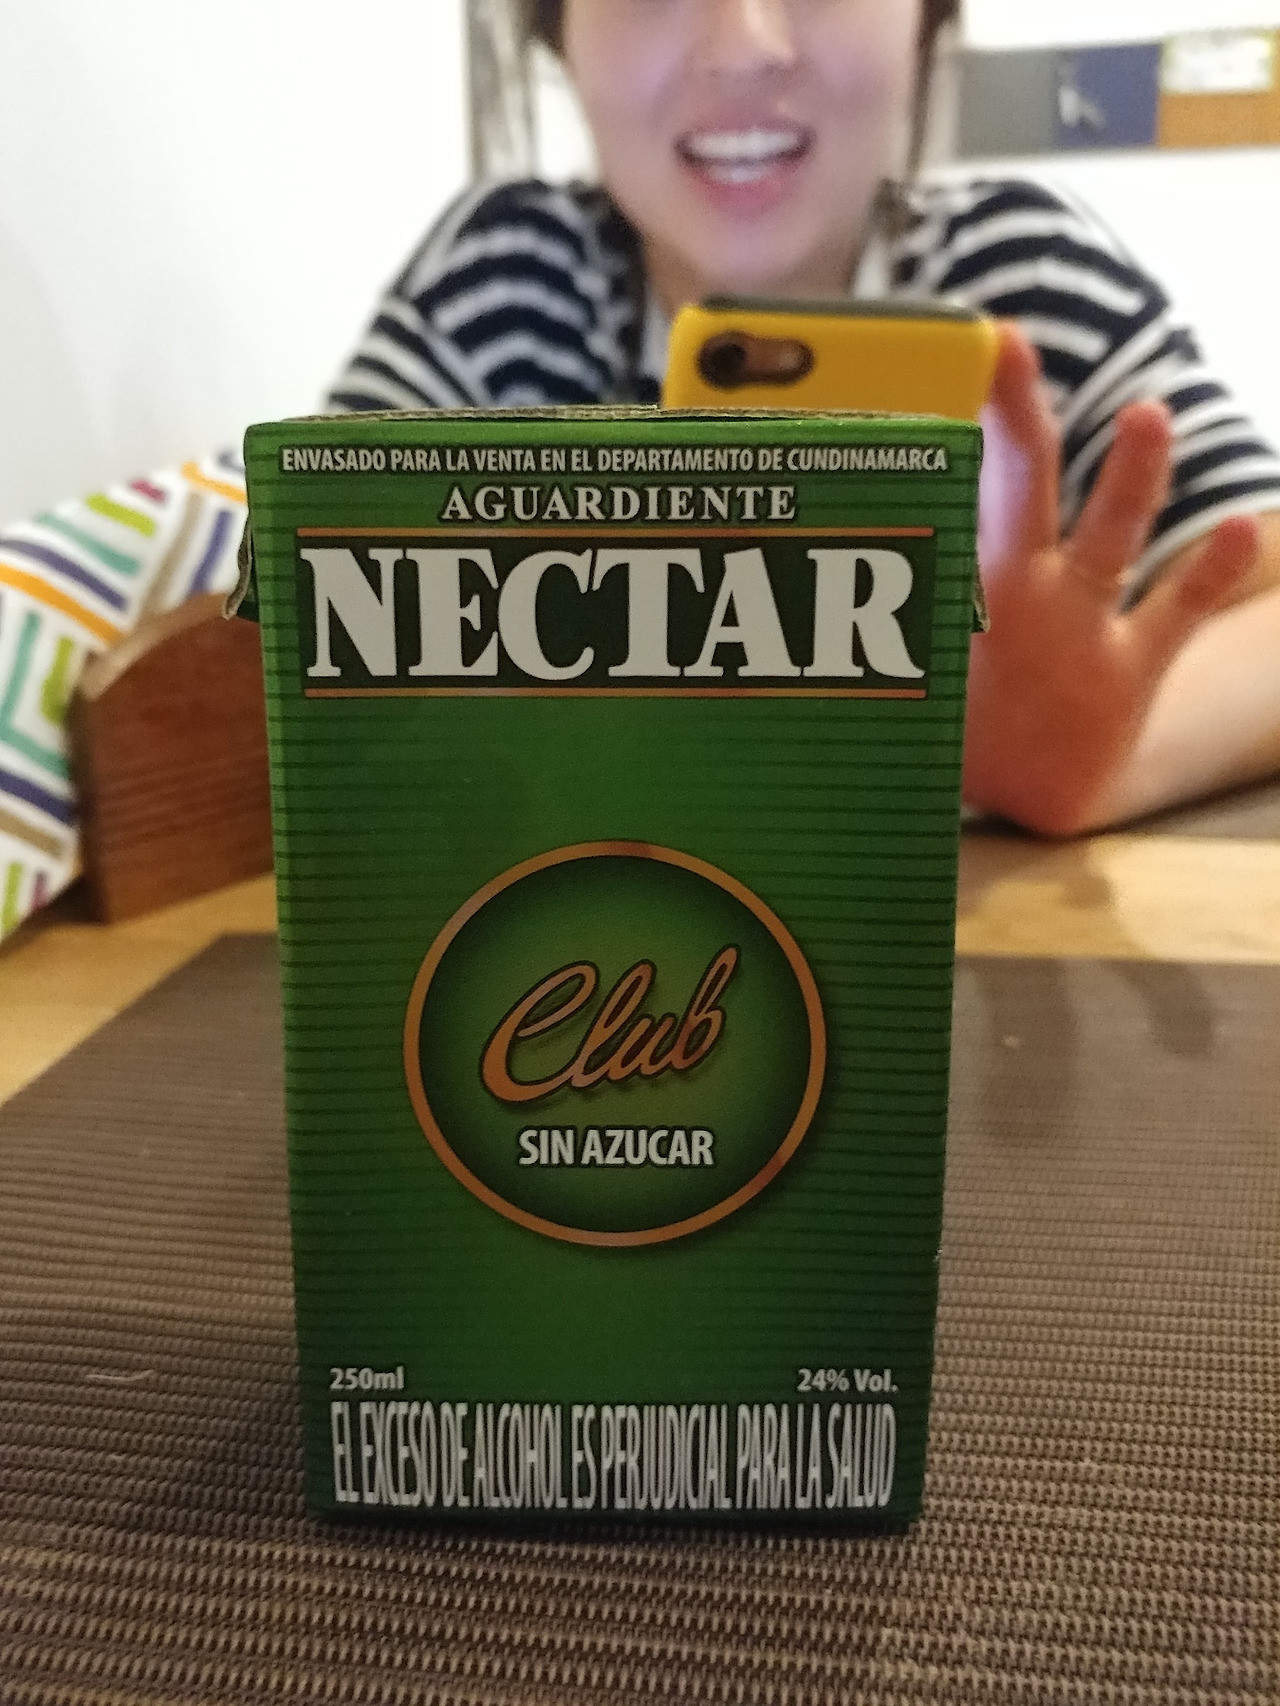 ENVASADO PARA LA VENTA EN EL DEPARTAMENTO DE CUNDINAMARCA
AGUARDIENTE
NECTAR
Club
SIN AZUCAR
250ml 24% Vol.
EL EXCESO DE ALCOHOL ES PERJUDICIAL PARA LA SALUD